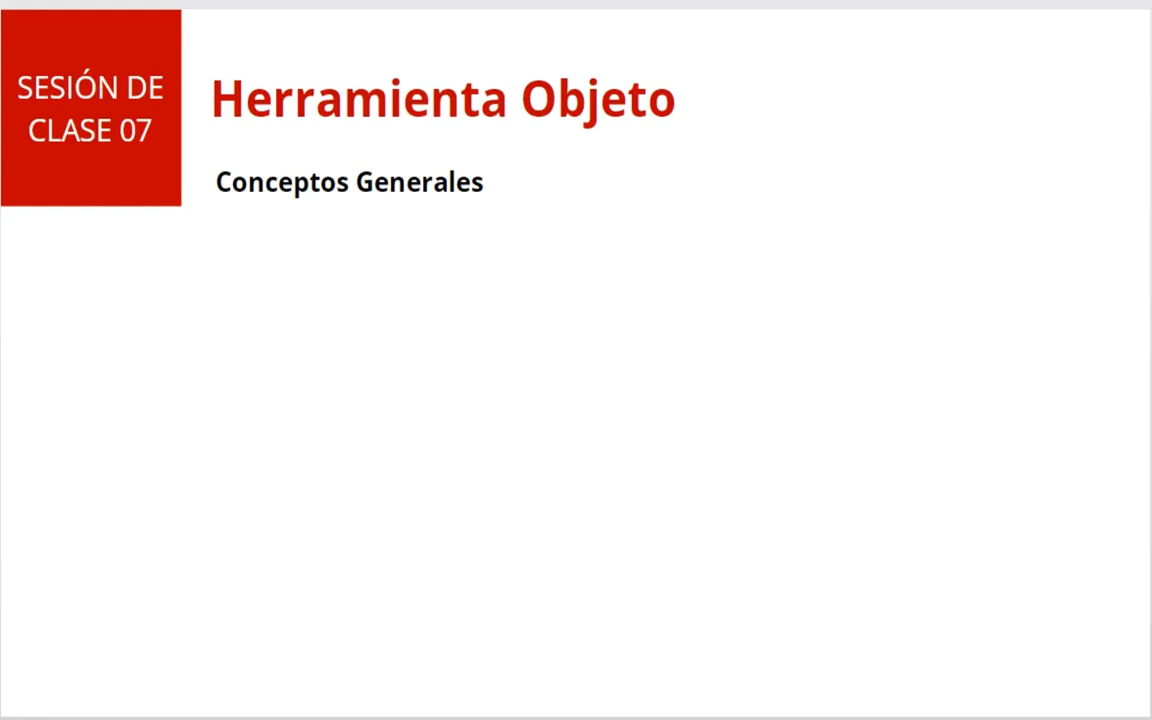 SESIÓN DE
CLASE 07
Herramienta Objeto
Conceptos Generales